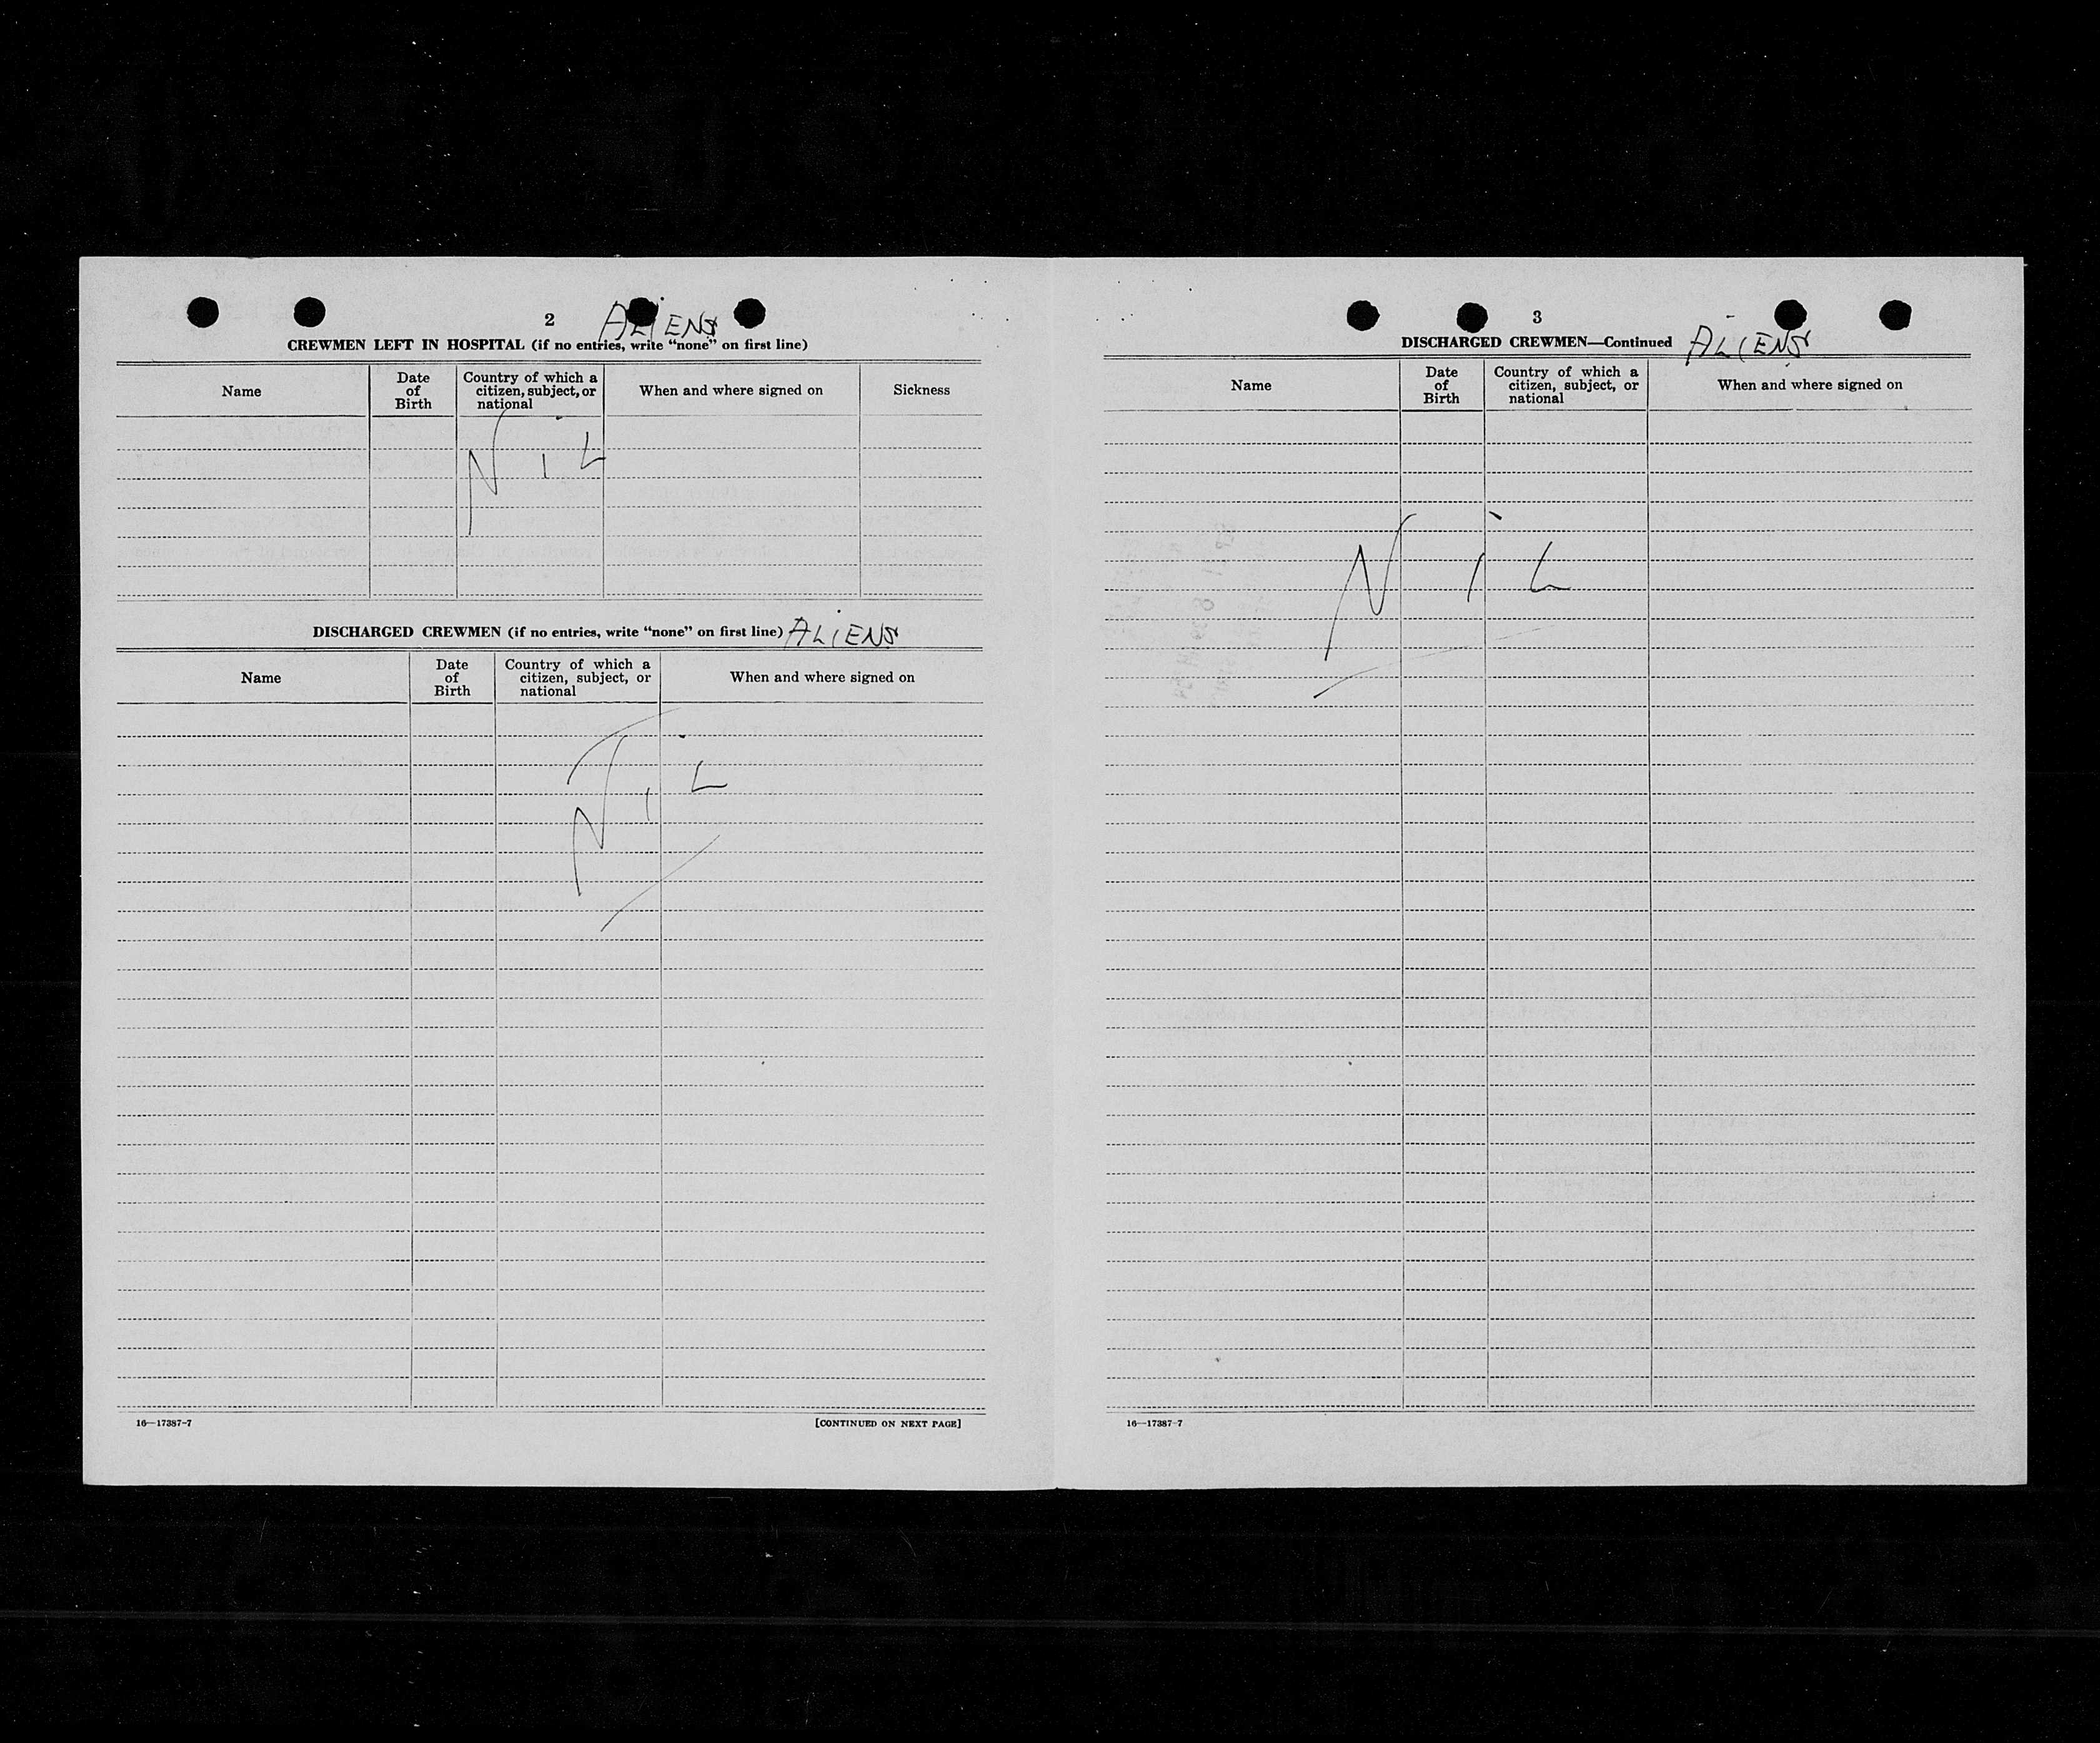 2
ALIENS
CREWMEN LEFT IN HOSPITAL (if no entries, write “none” on first line)
Name
Date of Birth
Country of which a citizen, subject, or national
When and where signed on
Sickness
NiL
DISCHARGED CREWMEN (if no entries, write “none” on first line) ALiENS
Name
Date of Birth
Country of which a citizen, subject, or national
When and where signed on
NiL
16—17387-7
[CONTINUED ON NEXT PAGE]
3
DISCHARGED CREWMEN—Continued ALiENS
Name
Date of Birth
Country of which a citizen, subject, or national
When and where signed on
NiL
16—17387-7